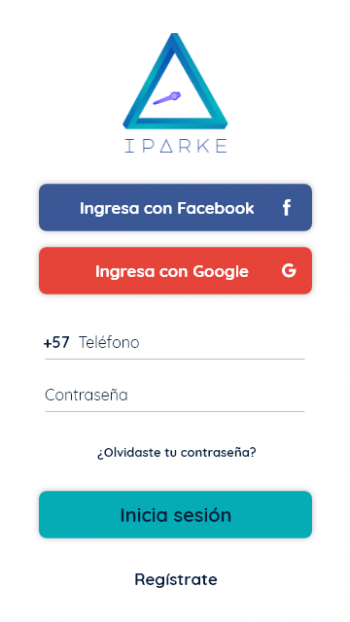 IPARKE
Ingresa con Facebook f
Ingresa con Google G
+57 Teléfono
Contraseña
¿Olvidaste tu contraseña?
Inicia sesión
Regístrate